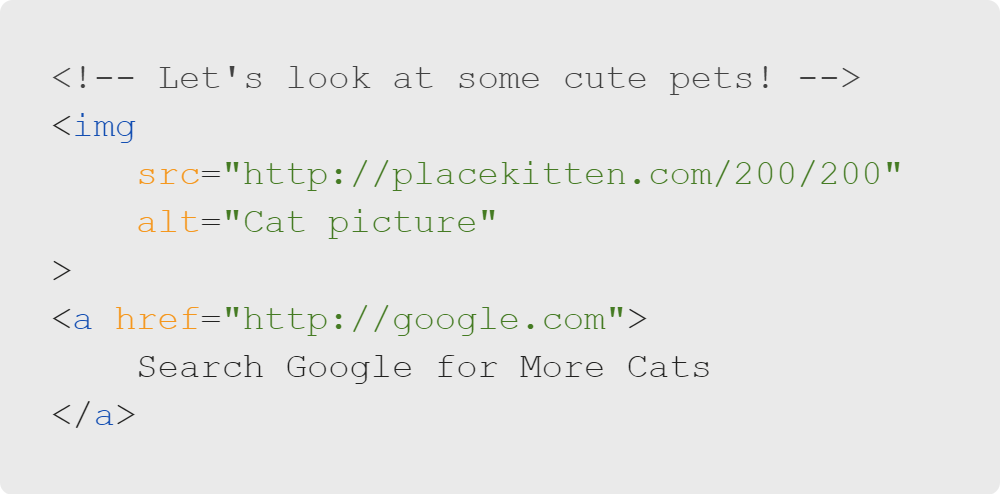 <!-- Let's look at some cute pets! -->
<img
    src="http://placekitten.com/200/200"
    alt="Cat picture"
>
<a href="http://google.com">
    Search Google for More Cats
</a>